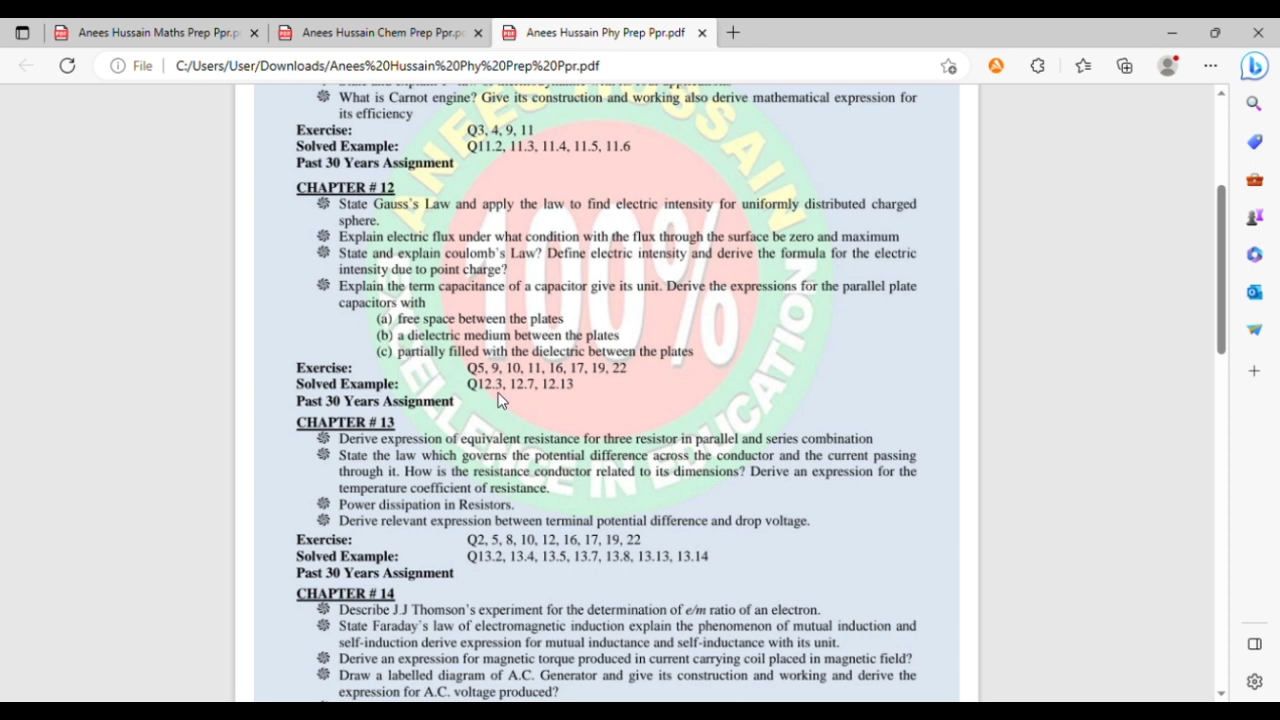 Anees Hussain Maths Prep Ppr.p
Anees Hussain Chem Prep Ppr.pd
Anees Hussain Phy Prep Ppr.pdf
File
C:/Users/User/Downloads/Anees%20Hussain%20Phy%20Prep%20Ppr.pdf
What is Carnot engine? Give its construction and working also derive mathematical expression for
its efficiency
Exercise: Q3, 4, 9, 11
Solved Example: Q11.2, 11.3, 11.4, 11.5, 11.6
Past 30 Years Assignment
CHAPTER # 12
State Gauss's Law and apply the law to find electric intensity for uniformly distributed charged
sphere.
Explain electric flux under what condition with the flux through the surface be zero and maximum
State and explain coulomb's Law? Define electric intensity and derive the formula for the electric
intensity due to point charge?
Explain the term capacitance of a capacitor give its unit. Derive the expressions for the parallel plate
capacitors with
(a) free space between the plates
(b) a dielectric medium between the plates
(c) partially filled with the dielectric between the plates
Exercise: Q5, 9, 10, 11, 16, 17, 19, 22
Solved Example: Q12.3, 12.7, 12.13
Past 30 Years Assignment
CHAPTER # 13
Derive expression of equivalent resistance for three resistor in parallel and series combination
State the law which governs the potential difference across the conductor and the current passing
through it. How is the resistance conductor related to its dimensions? Derive an expression for the
temperature coefficient of resistance.
Power dissipation in Resistors.
Derive relevant expression between terminal potential difference and drop voltage.
Exercise: Q2, 5, 8, 10, 12, 16, 17, 19, 22
Solved Example: Q13.2, 13.4, 13.5, 13.7, 13.8, 13.13, 13.14
Past 30 Years Assignment
CHAPTER # 14
Describe J.J Thomson's experiment for the determination of e/m ratio of an electron.
State Faraday's law of electromagnetic induction explain the phenomenon of mutual induction and
self-induction derive expression for mutual inductance and self-inductance with its unit.
Derive an expression for magnetic torque produced in current carrying coil placed in magnetic field?
Draw a labelled diagram of A.C. Generator and give its construction and working and derive the
expression for A.C. voltage produced?
ANEES HUSSAIN
100%
EXCELLENCE IN EDUCATION